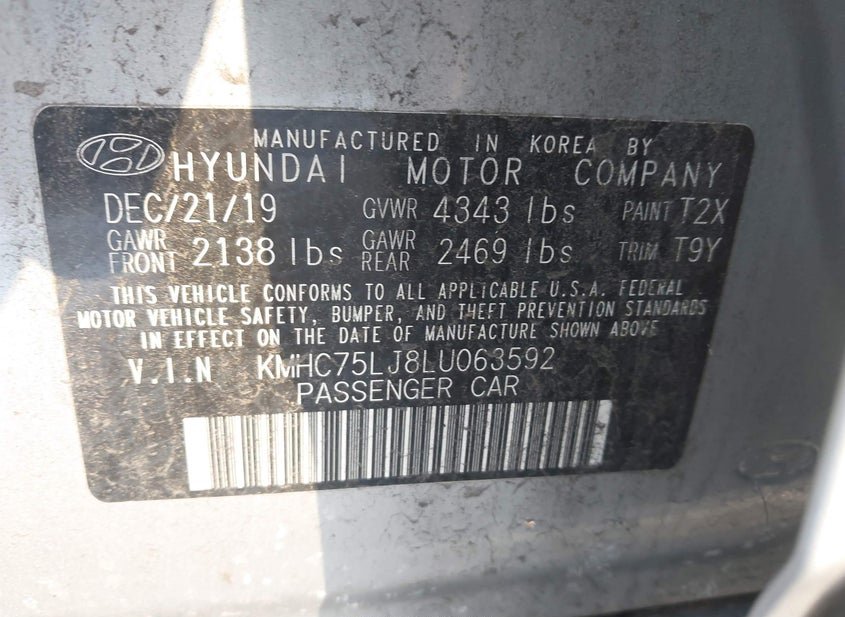 MANUFACTURED IN KOREA BY
HYUNDAI MOTOR COMPANY
DEC/21/19 GVWR 4343 lbs PAINT T2X
GAWR FRONT 2138 lbs GAWR REAR 2469 lbs TRIM T9Y
THIS VEHICLE CONFORMS TO ALL APPLICABLE U.S.A. FEDERAL
MOTOR VEHICLE SAFETY, BUMPER, AND THEFT PREVENTION STANDARDS
IN EFFECT ON THE DATE OF MANUFACTURE SHOWN ABOVE
V.I.N KMHC75LJ8LU063592
PASSENGER CAR